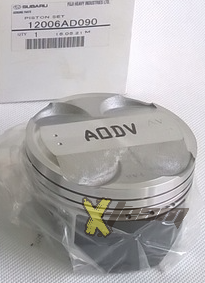 SUBARU
FUJI HEAVY INDUSTRIES LTD.
PISTON SET
12006AD090
QTY 1
AODV